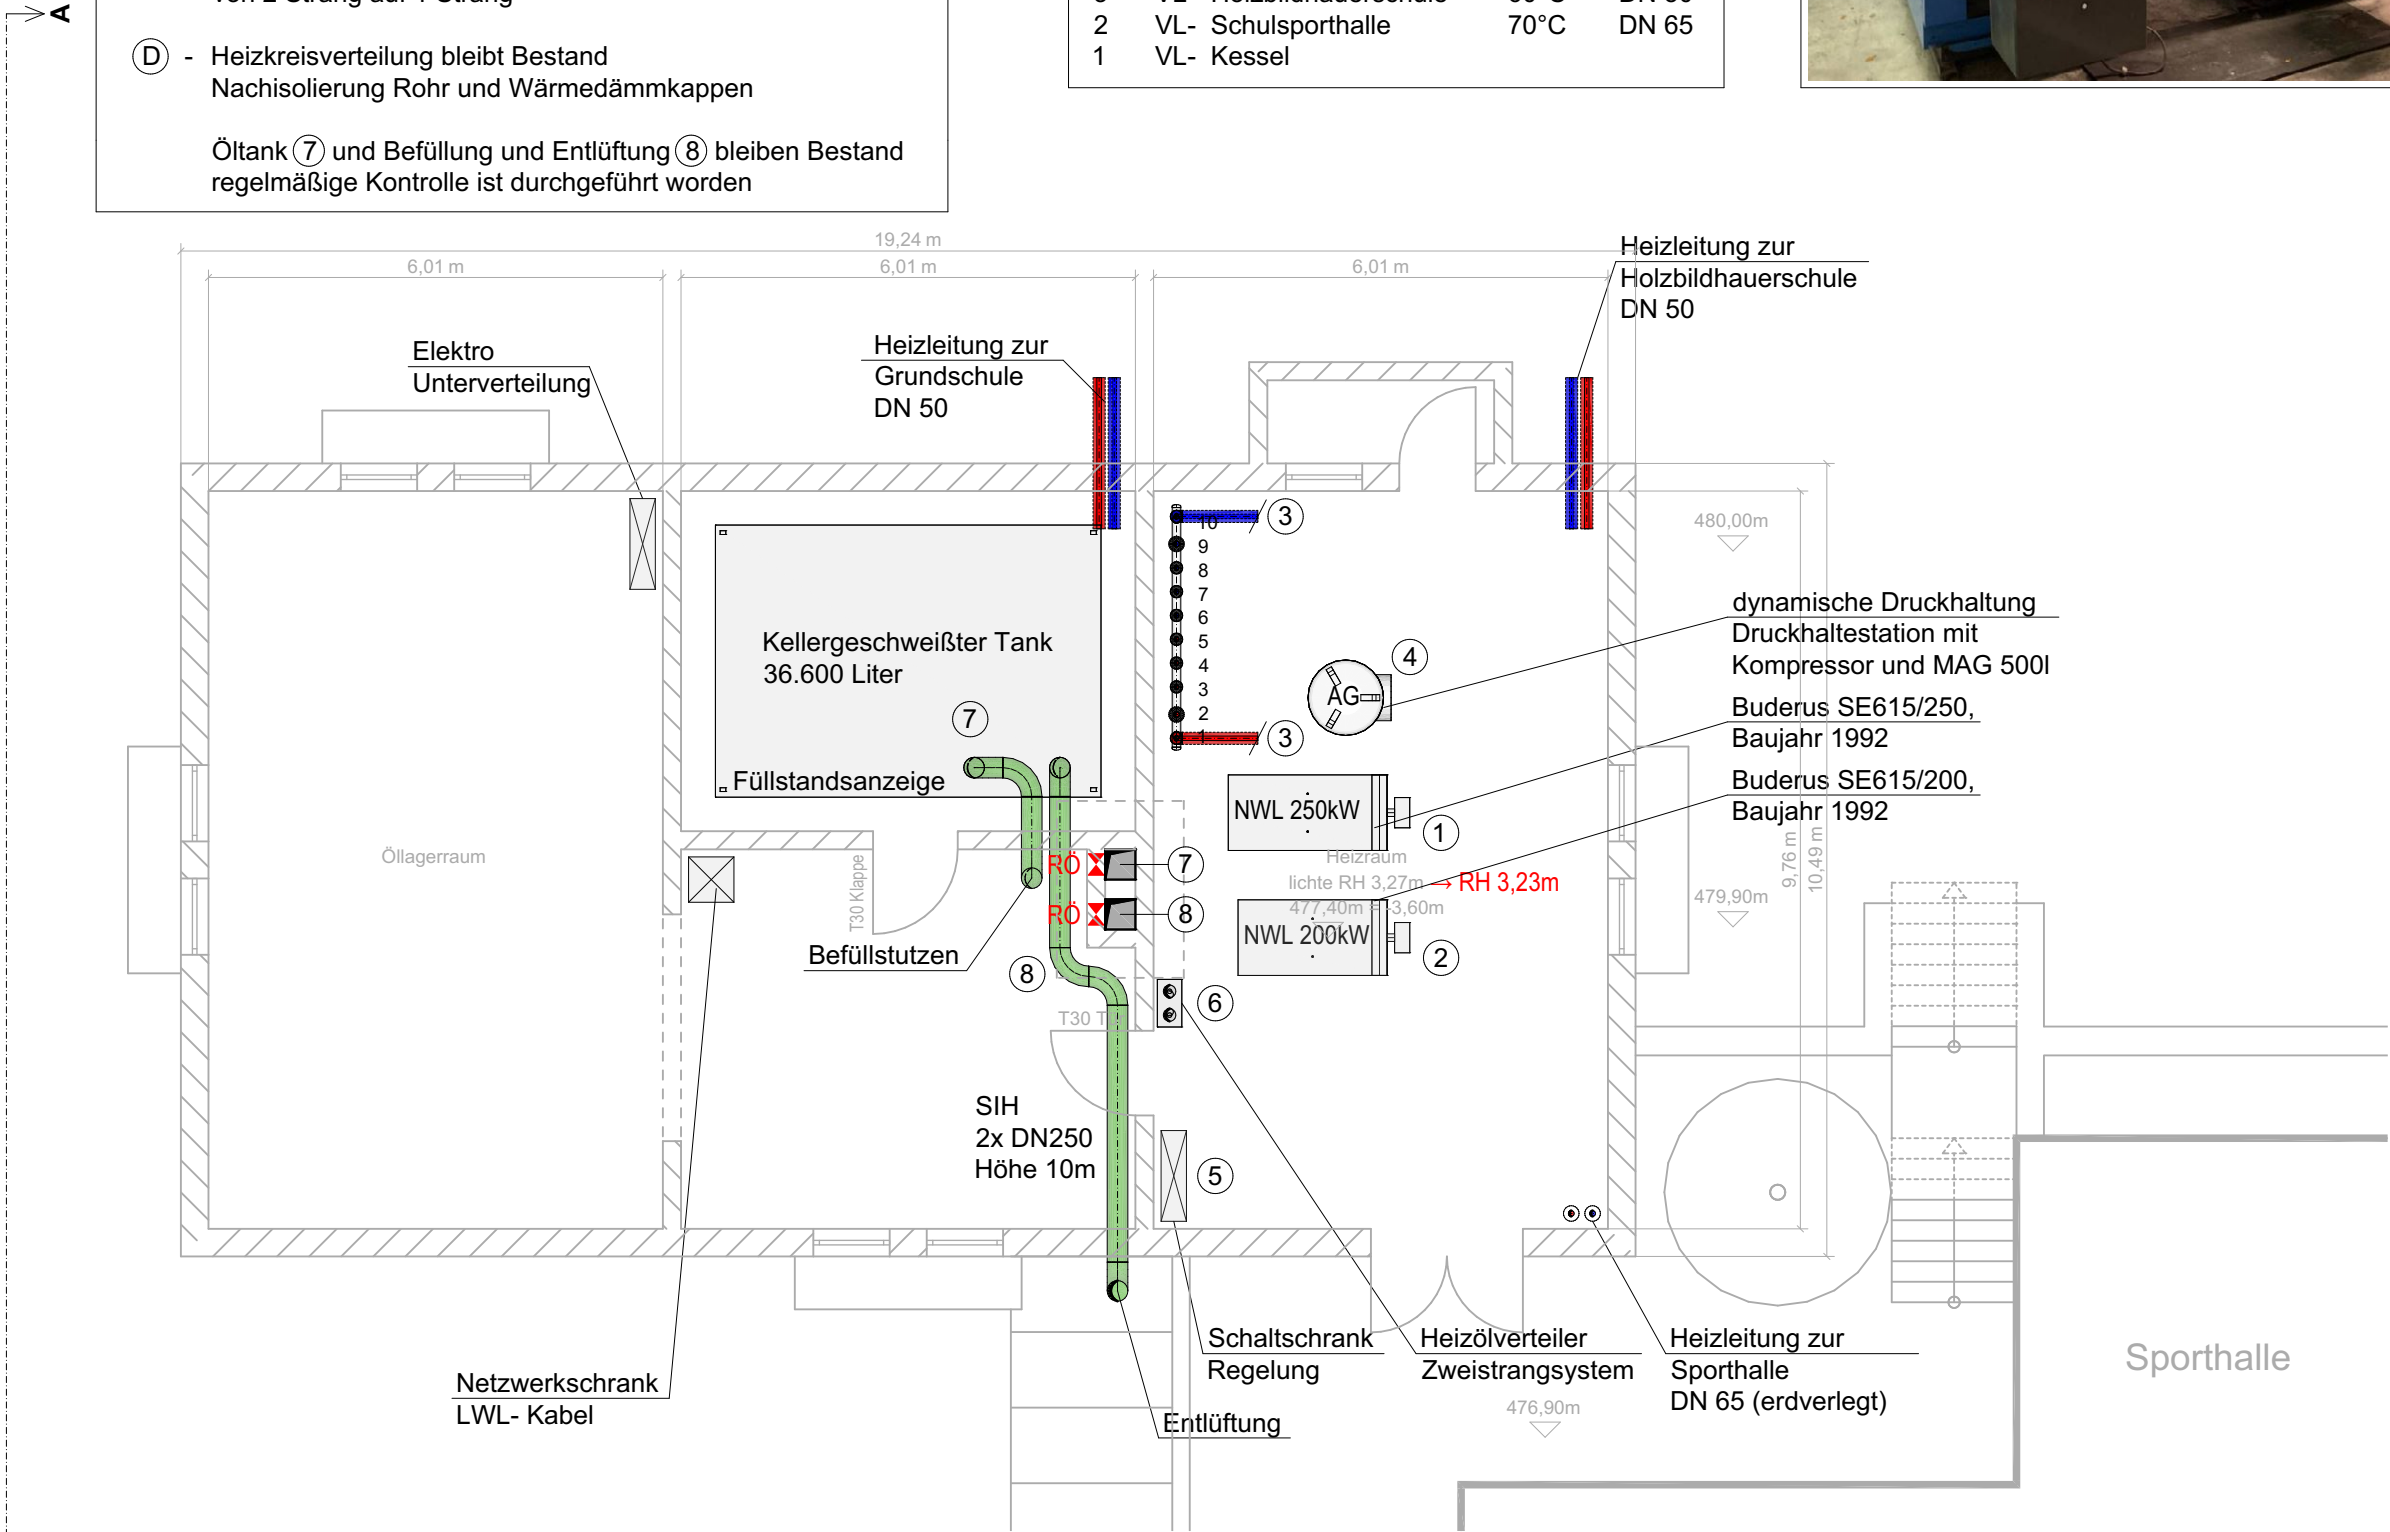 A
D - Heizkreisverteilung bleibt Bestand
Nachisolierung Rohr und Wärmedämmkappen
Öltank 7 und Befüllung und Entlüftung 8 bleiben Bestand
regelmäßige Kontrolle ist durchgeführt worden
2 VL- Schulsporthalle 70°C DN 65
1 VL- Kessel
19,24 m
6,01 m
6,01 m
6,01 m
Heizleitung zur
Holzbildhauerschule
DN 50
Elektro
Unterverteilung
Heizleitung zur
Grundschule
DN 50
3
10
9
8
7
6
5
4
3
2
1
3
480,00m
Kellergeschweißter Tank
36.600 Liter
7
Füllstandsanzeige
AG
4
dynamische Druckhaltung
Druckhaltestation mit
Kompressor und MAG 500l
Buderus SE615/250,
Baujahr 1992
Buderus SE615/200,
Baujahr 1992
NWL 250kW
1
9,76 m
10,49 m
Öllagerraum
T30 Klappe
RÖ
7
RÖ
8
Heizraum
lichte RH 3,27m → RH 3,23m
477,40m = -3,60m
479,90m
NWL 200kW
2
Befüllstutzen
8
6
T30
SIH
2x DN250
Höhe 10m
5
Schaltschrank
Regelung
Heizölverteiler
Zweistrangsystem
Heizleitung zur
Sporthalle
DN 65 (erdverlegt)
Sporthalle
Netzwerkschrank
LWL- Kabel
476,90m
Entlüftung